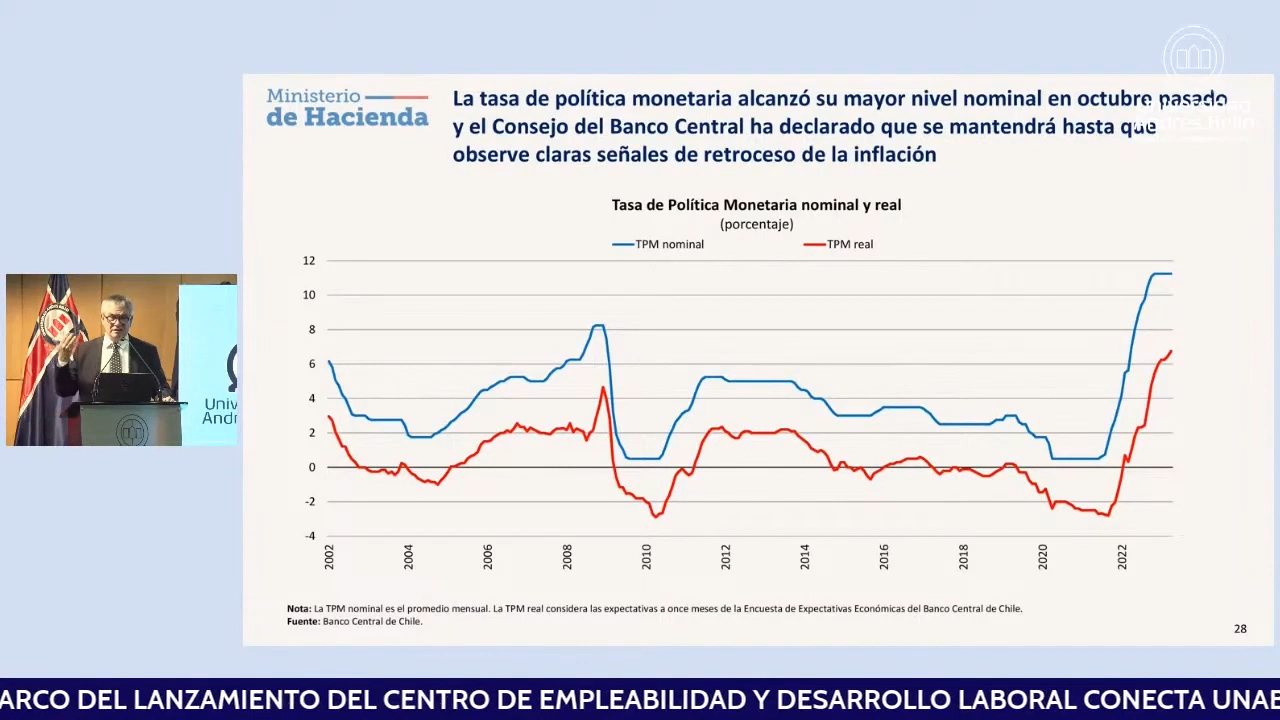 Ministerio
de Hacienda
La tasa de política monetaria alcanzó su mayor nivel nominal en octubre pasado
y el Consejo del Banco Central ha declarado que se mantendrá hasta que
observe claras señales de retroceso de la inflación
Andrés Bello
Tasa de Política Monetaria nominal y real
(porcentaje)
TPM nominal
TPM real
12
10
8
6
4
2
0
-2
-4
2002
2004
2006
2008
2010
2012
2014
2016
2018
2020
2022
Nota: La TPM nominal es el promedio mensual. La TPM real considera las expectativas a once meses de la Encuesta de Expectativas Económicas del Banco Central de Chile.
Fuente: Banco Central de Chile.
28
Univ
Andr
ARCO DEL LANZAMIENTO DEL CENTRO DE EMPLEABILIDAD Y DESARROLLO LABORAL CONECTA UNAB